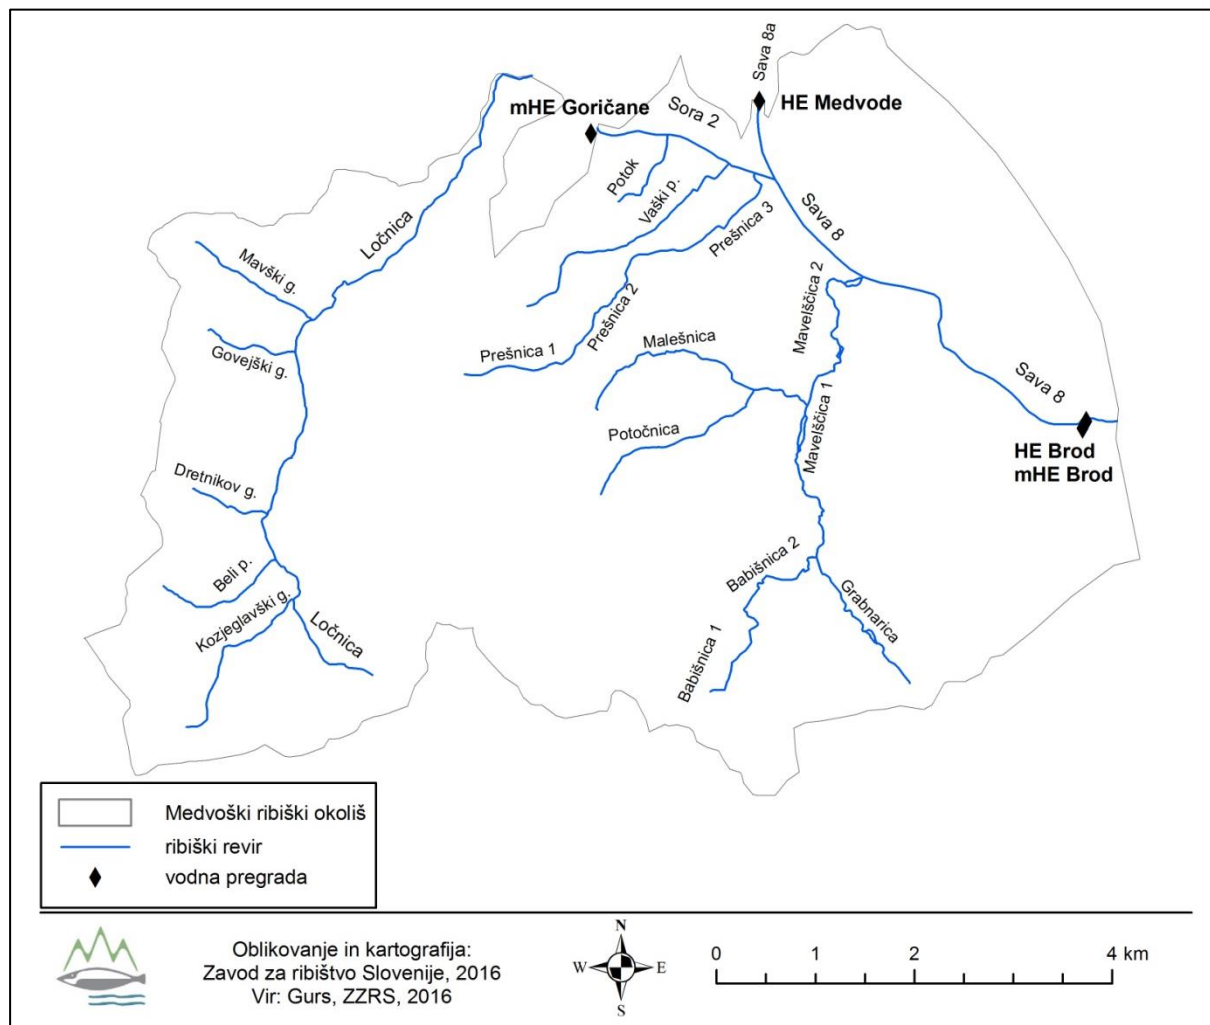 Sava 8a
HE Medvode
mHE Goričane
Sora 2
Potok
Vaški p.
Ločnica
Prešnica 3
Sava 8
Mavški g.
Mavelščica 2
Prešnica 2
Govejški g.
Malešnica
Prešnica 1
Sava 8
Mavelščica 1
Potočnica
HE Brod
mHE Brod
Dretnikov g.
Babišnica 2
Beli p.
Grabnarica
Kozjeglavški g.
Ločnica
Babišnica 1
Medvoški ribiški okoliš
ribiški revir
vodna pregrada
Oblikovanje in kartografija:
Zavod za ribištvo Slovenije, 2016
Vir: Gurs, ZZRS, 2016
N
W E
S
0 1 2 4 km